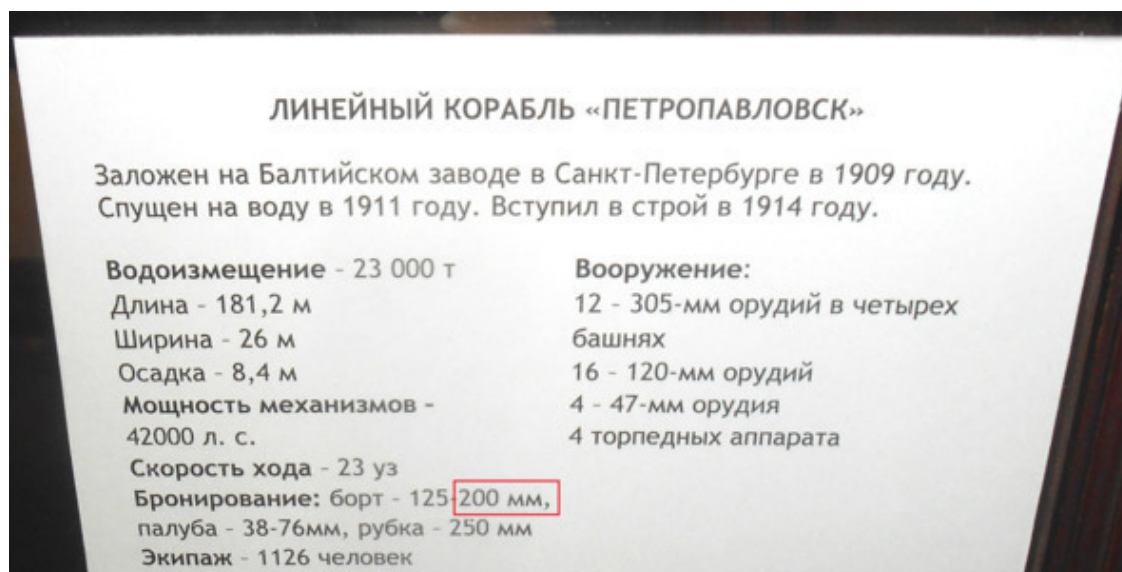 ЛИНЕЙНЫЙ КОРАБЛЬ «ПЕТРОПАВЛОВСК»
Заложен на Балтийском заводе в Санкт-Петербурге в 1909 году.
Спущен на воду в 1911 году. Вступил в строй в 1914 году.
Водоизмещение - 23 000 т
Длина - 181,2 м
Ширина - 26 м
Осадка - 8,4 м
Мощность механизмов -
42000 л. с.
Скорость хода - 23 уз
Бронирование: борт - 125-200 мм,
палуба - 38-76мм, рубка - 250 мм
Экипаж - 1126 человек
Вооружение:
12 - 305-мм орудий в четырех
башнях
16 - 120-мм орудий
4 - 47-мм орудия
4 торпедных аппарата